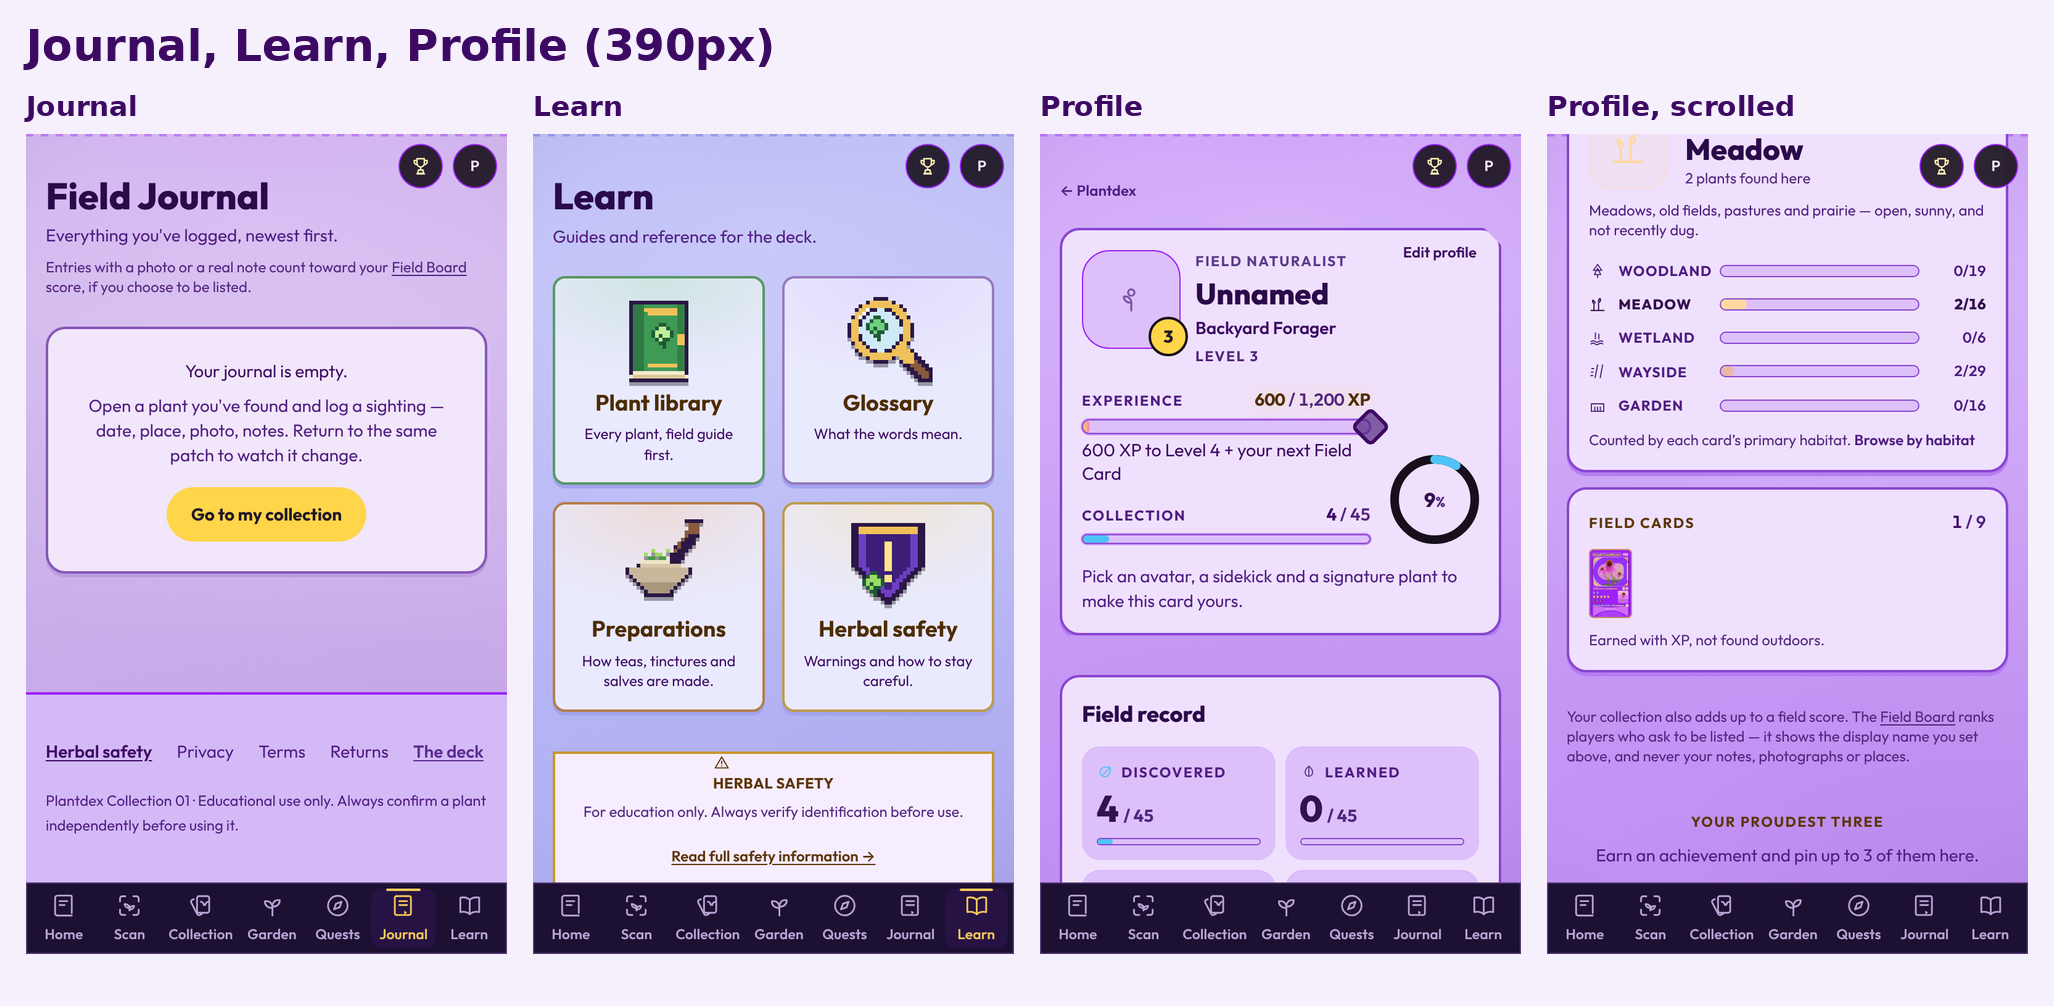 Journal, Learn, Profile (390px)
Journal
P
Field Journal
Everything you've logged, newest first.
Entries with a photo or a real note count toward your Field Board
score, if you choose to be listed.
Your journal is empty.
Open a plant you've found and log a sighting —
date, place, photo, notes. Return to the same
patch to watch it change.
Go to my collection
Herbal safety Privacy Terms Returns The deck
Plantdex Collection 01 · Educational use only. Always confirm a plant
independently before using it.
Home Scan Collection Garden Quests Journal Learn
Learn
P
Learn
Guides and reference for the deck.
Plant library
Every plant, field guide
first.
Glossary
What the words mean.
Preparations
How teas, tinctures and
salves are made.
Herbal safety
Warnings and how to stay
careful.
HERBAL SAFETY
For education only. Always verify identification before use.
Read full safety information →
Home Scan Collection Garden Quests Journal Learn
Profile
P
← Plantdex
Edit profile
FIELD NATURALIST
Unnamed
Backyard Forager
3
LEVEL 3
EXPERIENCE 600 / 1,200 XP
600 XP to Level 4 + your next Field
Card
9%
COLLECTION 4 / 45
Pick an avatar, a sidekick and a signature plant to
make this card yours.
Field record
DISCOVERED
4 / 45
LEARNED
0 / 45
Home Scan Collection Garden Quests Journal Learn
Profile, scrolled
P
Meadow
2 plants found here
Meadows, old fields, pastures and prairie — open, sunny, and
not recently dug.
WOODLAND 0/19
MEADOW 2/16
WETLAND 0/6
WAYSIDE 2/29
GARDEN 0/16
Counted by each card's primary habitat. Browse by habitat
FIELD CARDS 1 / 9
Earned with XP, not found outdoors.
Your collection also adds up to a field score. The Field Board ranks
players who ask to be listed — it shows the display name you set
above, and never your notes, photographs or places.
YOUR PROUDEST THREE
Earn an achievement and pin up to 3 of them here.
Home Scan Collection Garden Quests Journal Learn